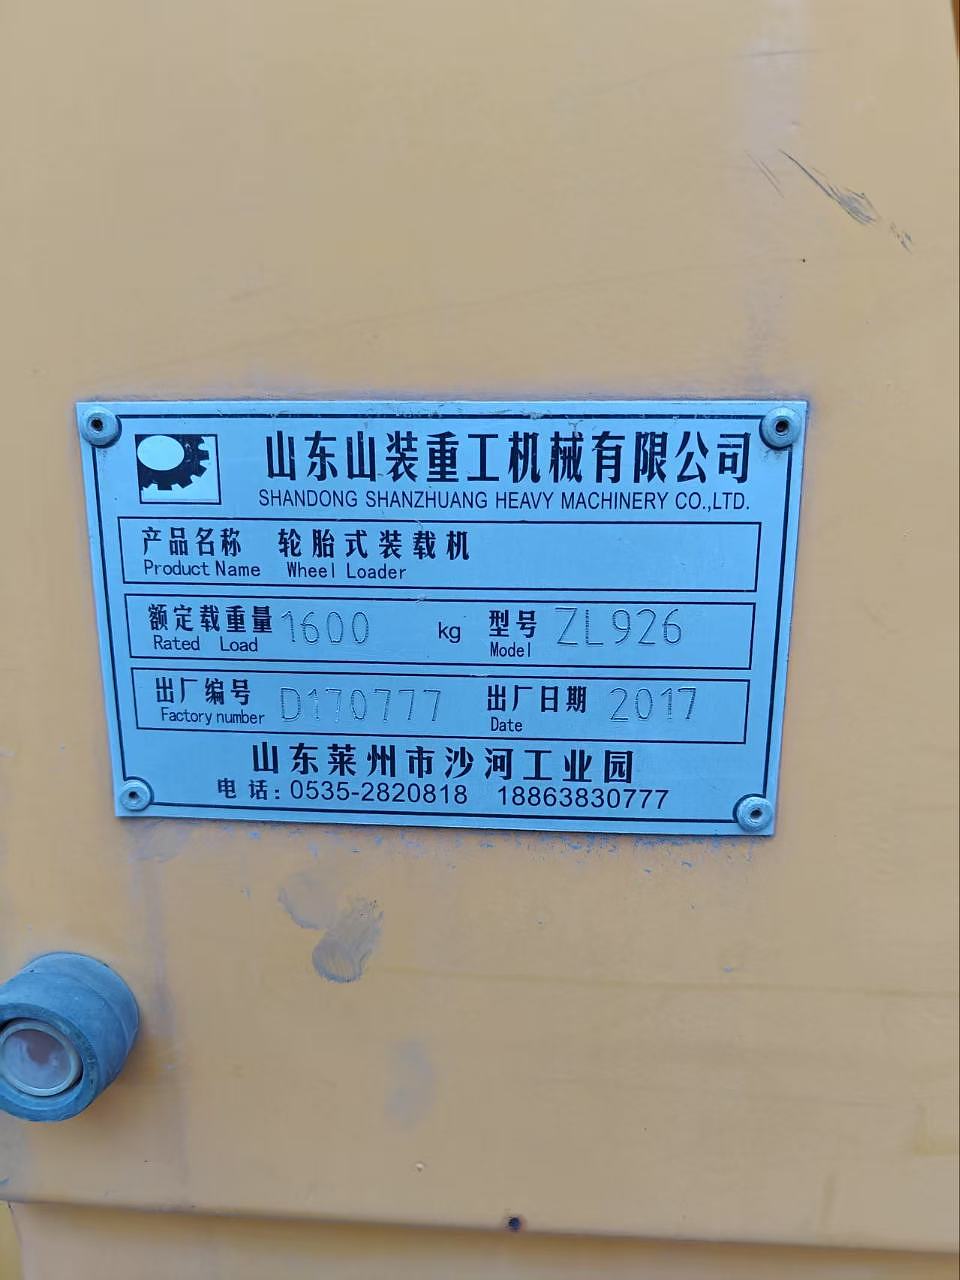 山东山装重工机械有限公司
SHANDONG SHANZHUANG HEAVY MACHINERY CO.,LTD.
产品名称 轮胎式装载机
Product Name Wheel Loader
额定载重量 1600 kg 型号 ZL926
Rated Load Model
出厂编号 D170777 出厂日期 2017
Factory number Date
山东莱州市沙河工业园
电话: 0535-2820818 18863830777